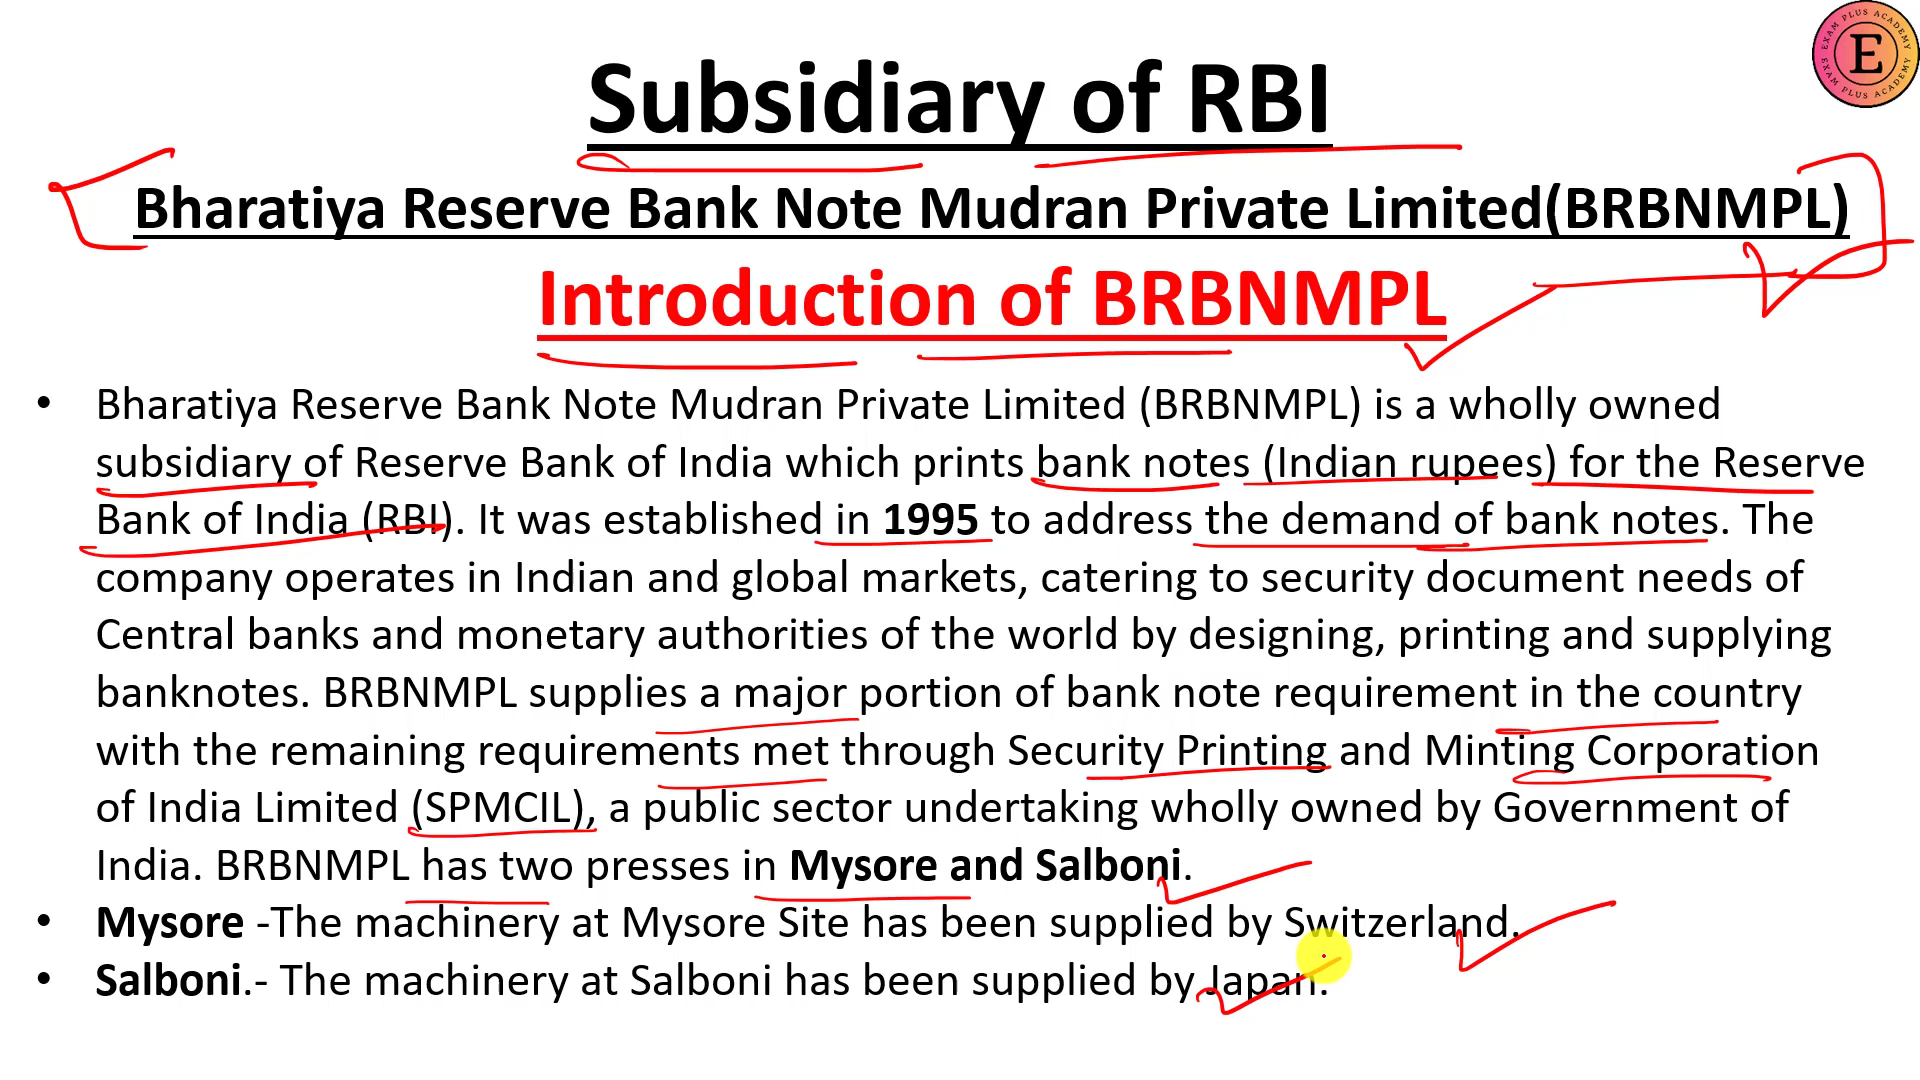 EXAM PLUS ACADEMY
E
EXAM PLUS ACADEMY
Subsidiary of RBI
Bharatiya Reserve Bank Note Mudran Private Limited(BRBNMPL)
Introduction of BRBNMPL
• Bharatiya Reserve Bank Note Mudran Private Limited (BRBNMPL) is a wholly owned
subsidiary of Reserve Bank of India which prints bank notes (Indian rupees) for the Reserve
Bank of India (RBI). It was established in 1995 to address the demand of bank notes. The
company operates in Indian and global markets, catering to security document needs of
Central banks and monetary authorities of the world by designing, printing and supplying
banknotes. BRBNMPL supplies a major portion of bank note requirement in the country
with the remaining requirements met through Security Printing and Minting Corporation
of India Limited (SPMCIL), a public sector undertaking wholly owned by Government of
India. BRBNMPL has two presses in Mysore and Salboni.
• Mysore -The machinery at Mysore Site has been supplied by Switzerland.
• Salboni.- The machinery at Salboni has been supplied by Japan.